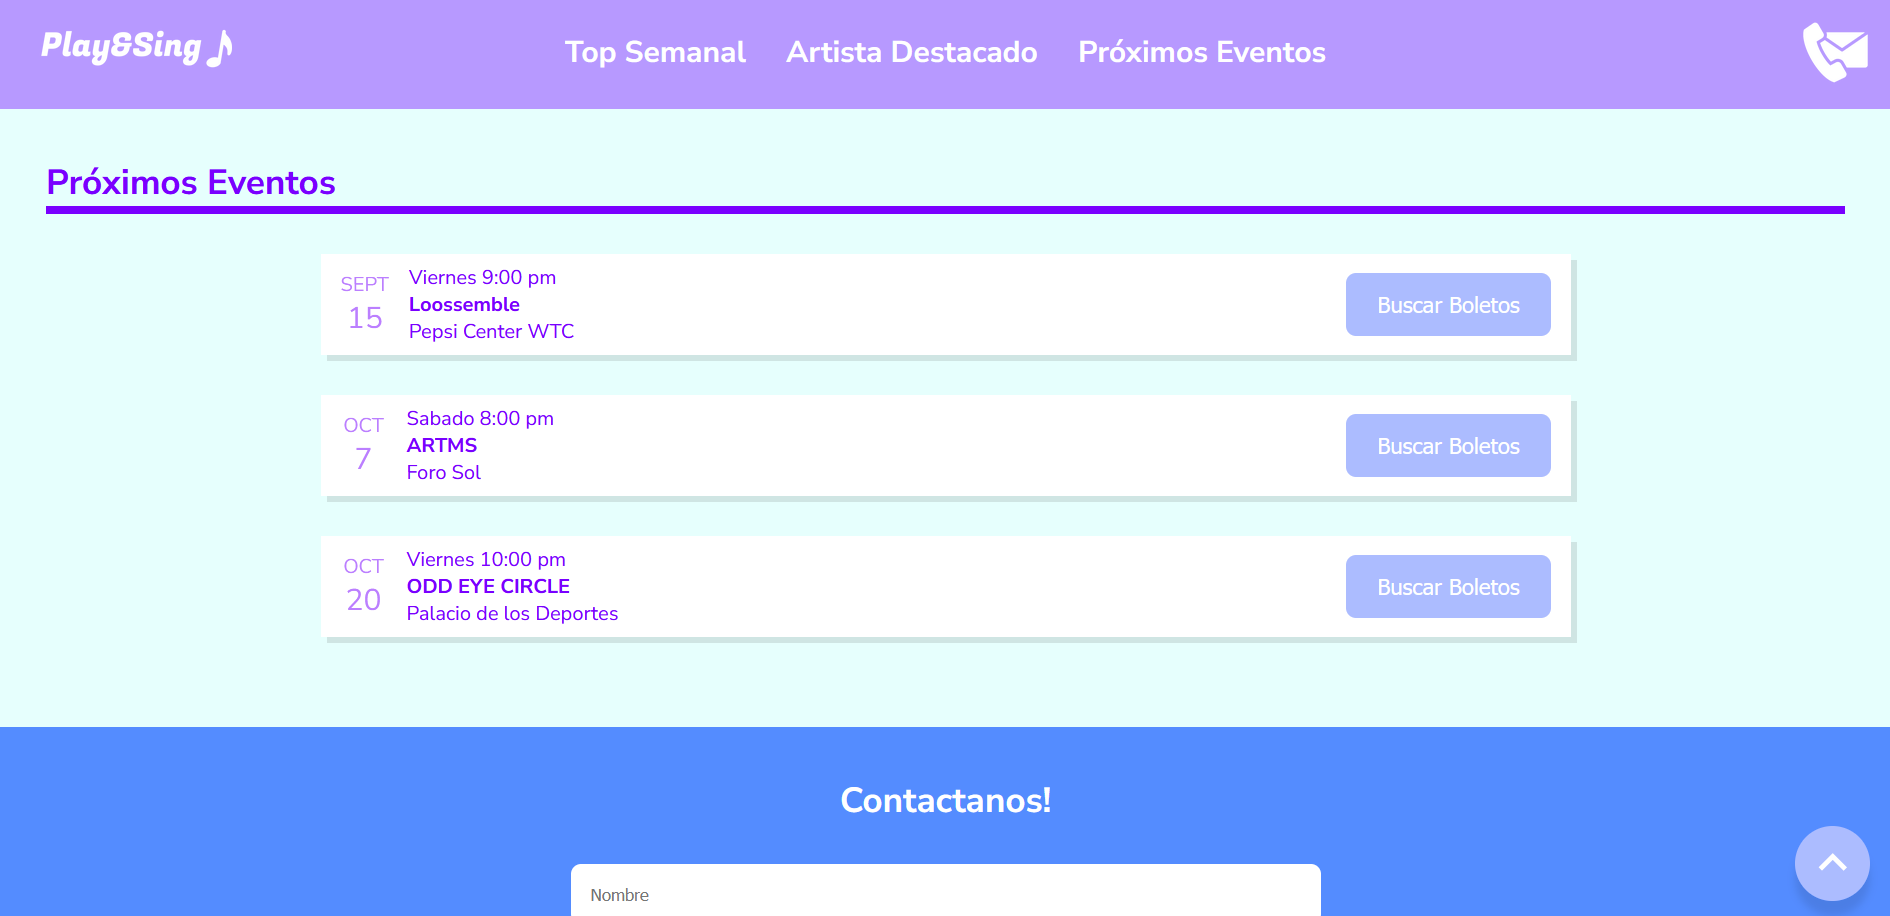 Play&Sing
Top Semanal
Artista Destacado
Próximos Eventos
Próximos Eventos
SEPT
15
Viernes 9:00 pm
Loossemble
Pepsi Center WTC
Buscar Boletos
OCT
7
Sabado 8:00 pm
ARTMS
Foro Sol
Buscar Boletos
OCT
20
Viernes 10:00 pm
ODD EYE CIRCLE
Palacio de los Deportes
Buscar Boletos
Contactanos!
Nombre